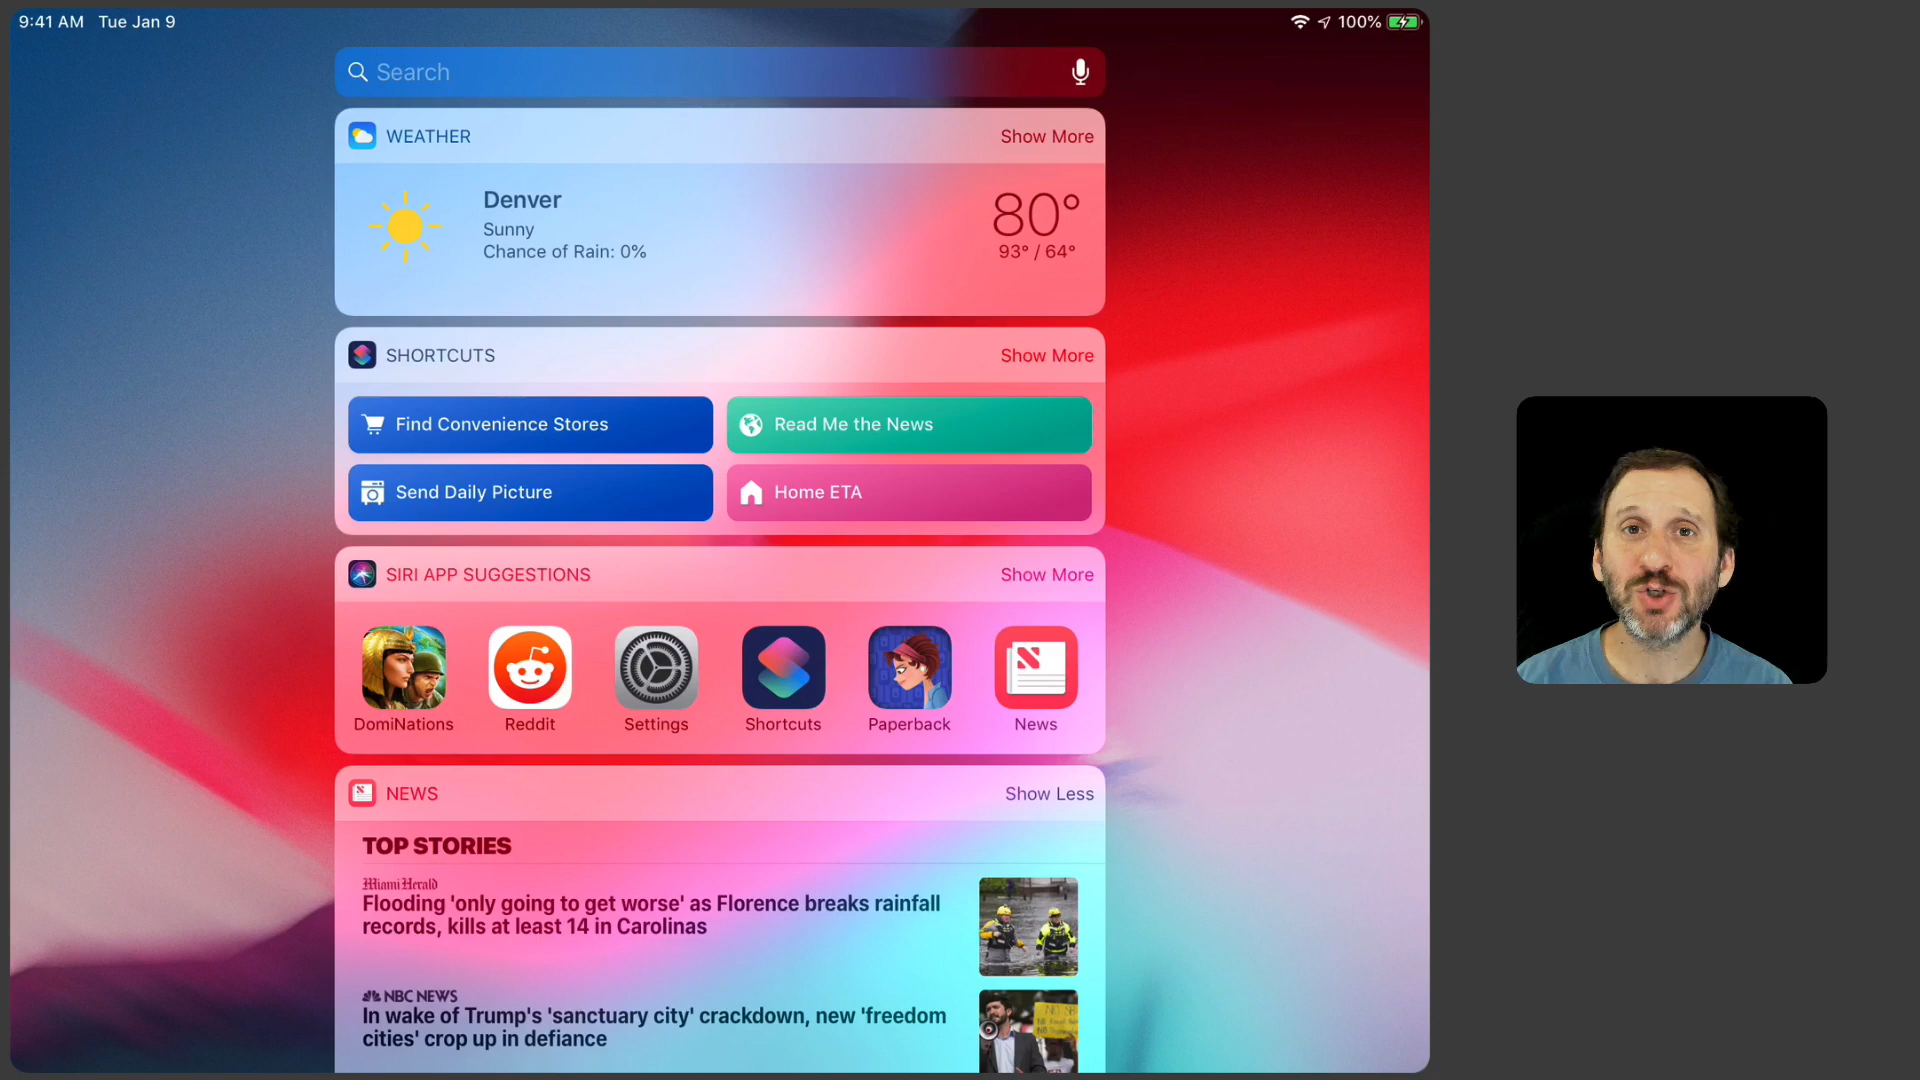 9:41 AM Tue Jan 9
100%
Search
WEATHER
Show More
Denver
Sunny
Chance of Rain: 0%
80°
93° / 64°
SHORTCUTS
Show More
Find Convenience Stores
Read Me the News
Send Daily Picture
Home ETA
SIRI APP SUGGESTIONS
Show More
DomiNations
Reddit
Settings
Shortcuts
Paperback
News
NEWS
Show Less
TOP STORIES
Miami Herald
Flooding 'only going to get worse' as Florence breaks rainfall
records, kills at least 14 in Carolinas
NBC NEWS
In wake of Trump's 'sanctuary city' crackdown, new 'freedom
cities' crop up in defiance